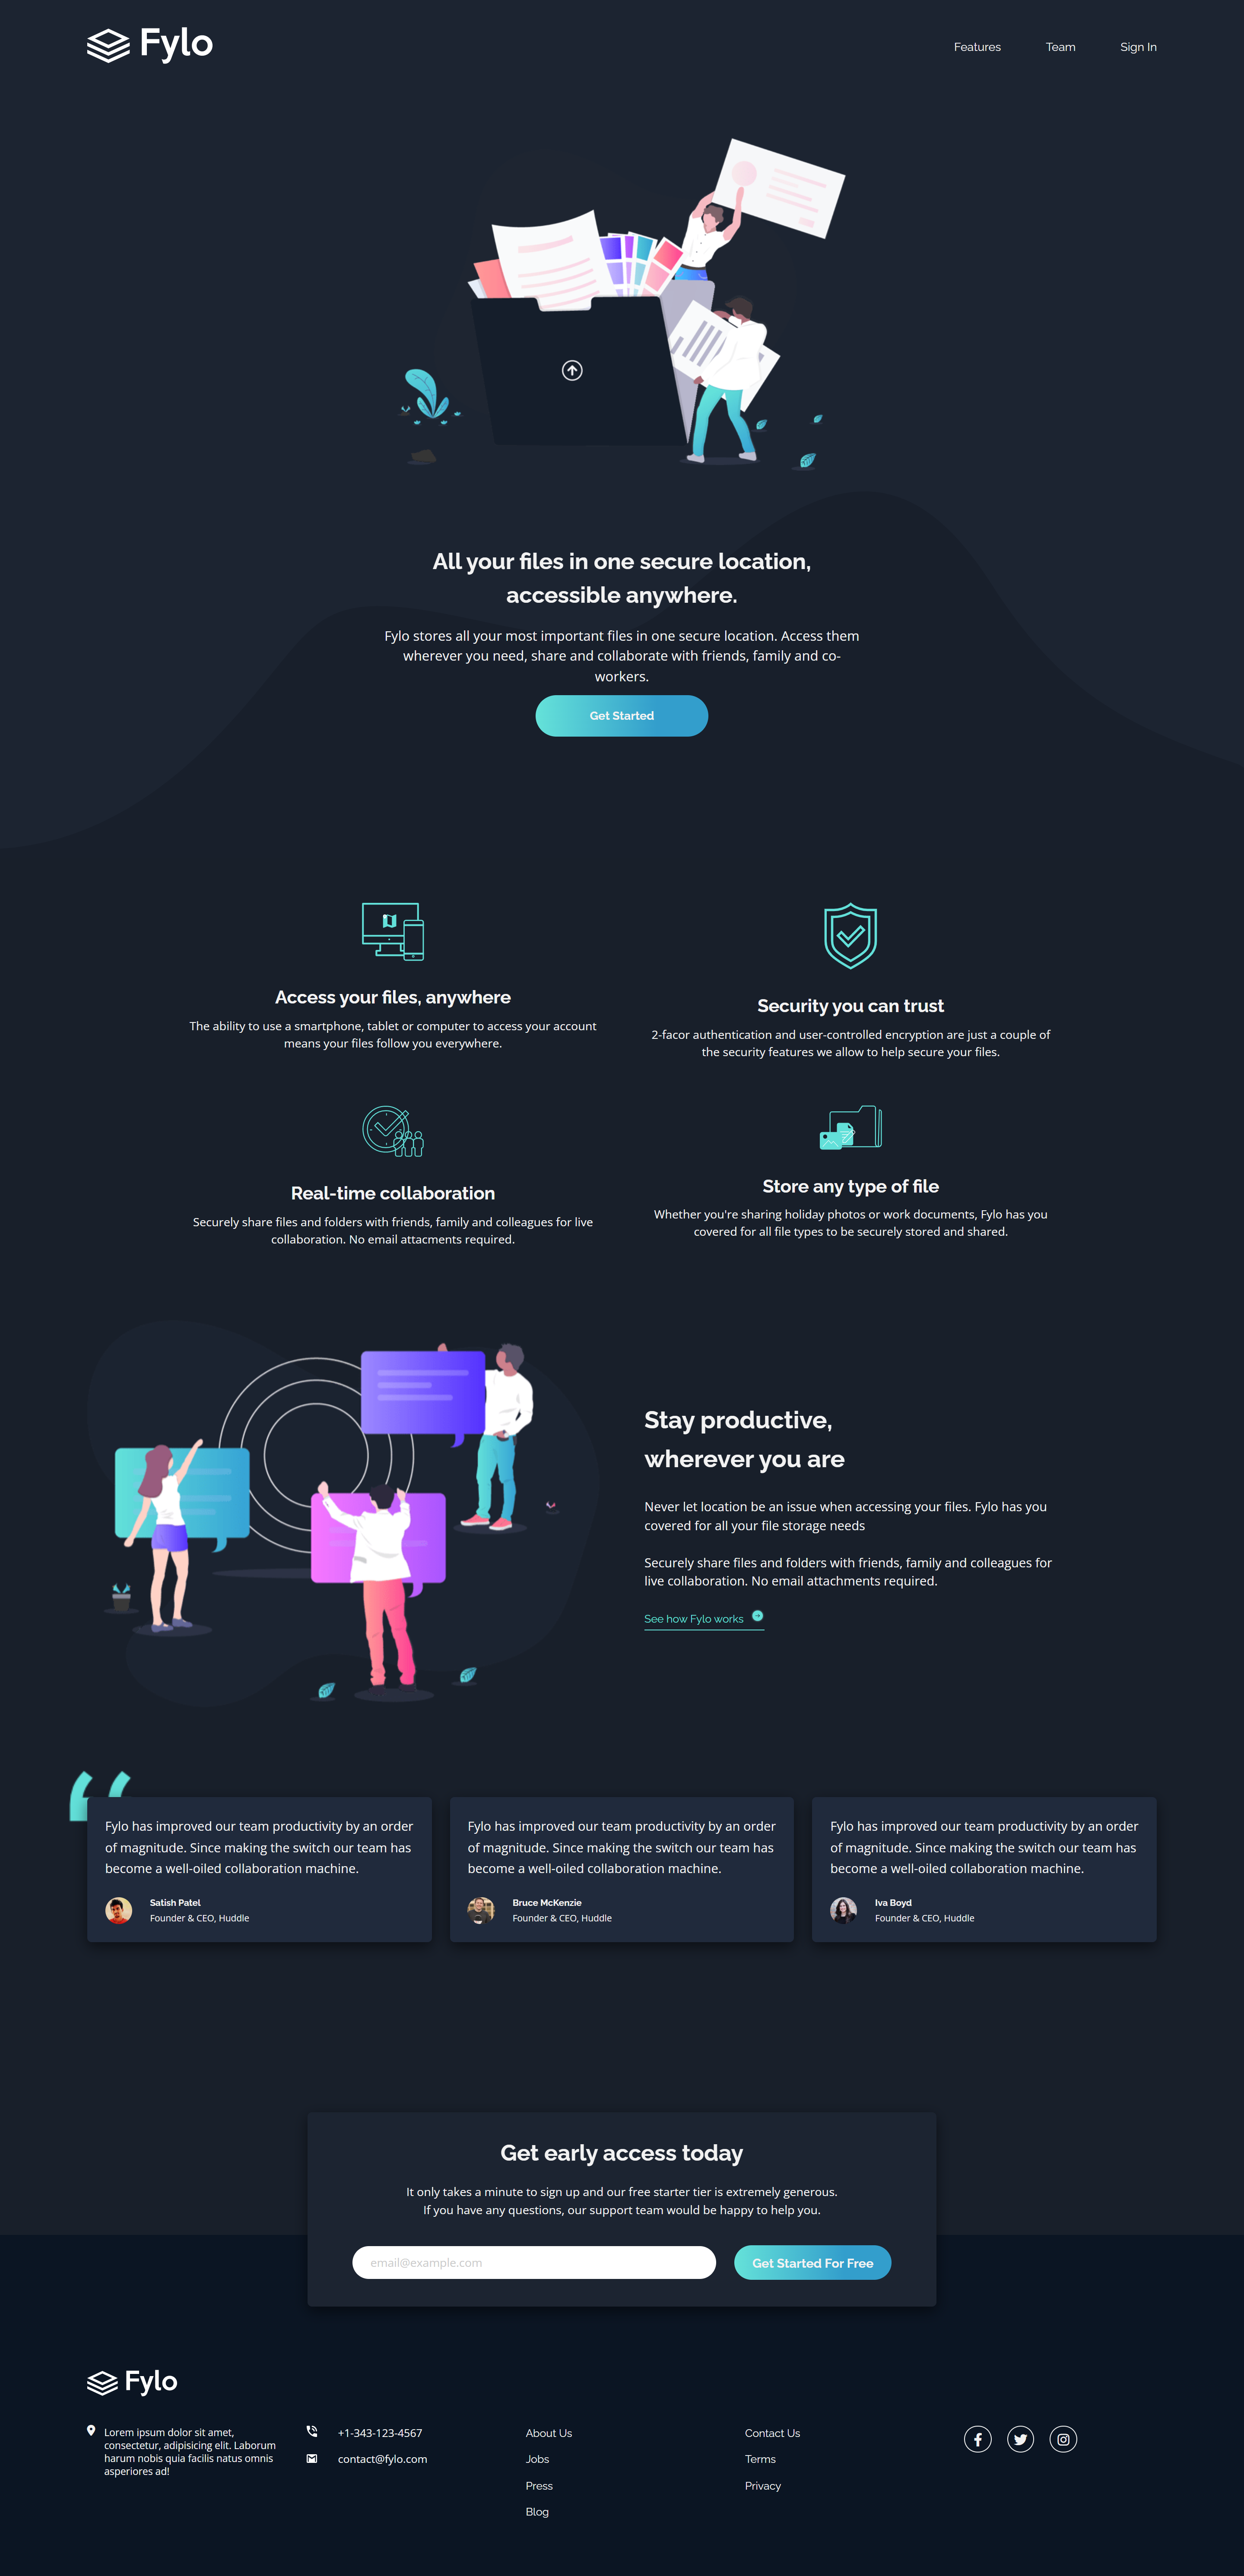 Fylo
Features
Team
Sign In
All your files in one secure location,
accessible anywhere.
Fylo stores all your most important files in one secure location. Access them
wherever you need, share and collaborate with friends, family and co-
workers.
Get Started
Access your files, anywhere
The ability to use a smartphone, tablet or computer to access your account
means your files follow you everywhere.
Security you can trust
2-facor authentication and user-controlled encryption are just a couple of
the security features we allow to help secure your files.
Real-time collaboration
Securely share files and folders with friends, family and colleagues for live
collaboration. No email attacments required.
Store any type of file
Whether you're sharing holiday photos or work documents, Fylo has you
covered for all file types to be securely stored and shared.
Stay productive,
wherever you are
Never let location be an issue when accessing your files. Fylo has you
covered for all your file storage needs
Securely share files and folders with friends, family and colleagues for
live collaboration. No email attachments required.
See how Fylo works
Fylo has improved our team productivity by an order
of magnitude. Since making the switch our team has
become a well-oiled collaboration machine.
Satish Patel
Founder & CEO, Huddle
Fylo has improved our team productivity by an order
of magnitude. Since making the switch our team has
become a well-oiled collaboration machine.
Bruce McKenzie
Founder & CEO, Huddle
Fylo has improved our team productivity by an order
of magnitude. Since making the switch our team has
become a well-oiled collaboration machine.
Iva Boyd
Founder & CEO, Huddle
Get early access today
It only takes a minute to sign up and our free starter tier is extremely generous.
If you have any questions, our support team would be happy to help you.
email@example.com
Get Started For Free
Fylo
Lorem ipsum dolor sit amet,
consectetur, adipisicing elit. Laborum
harum nobis quia facilis natus omnis
asperiores ad!
+1-343-123-4567
contact@fylo.com
About Us
Jobs
Press
Blog
Contact Us
Terms
Privacy